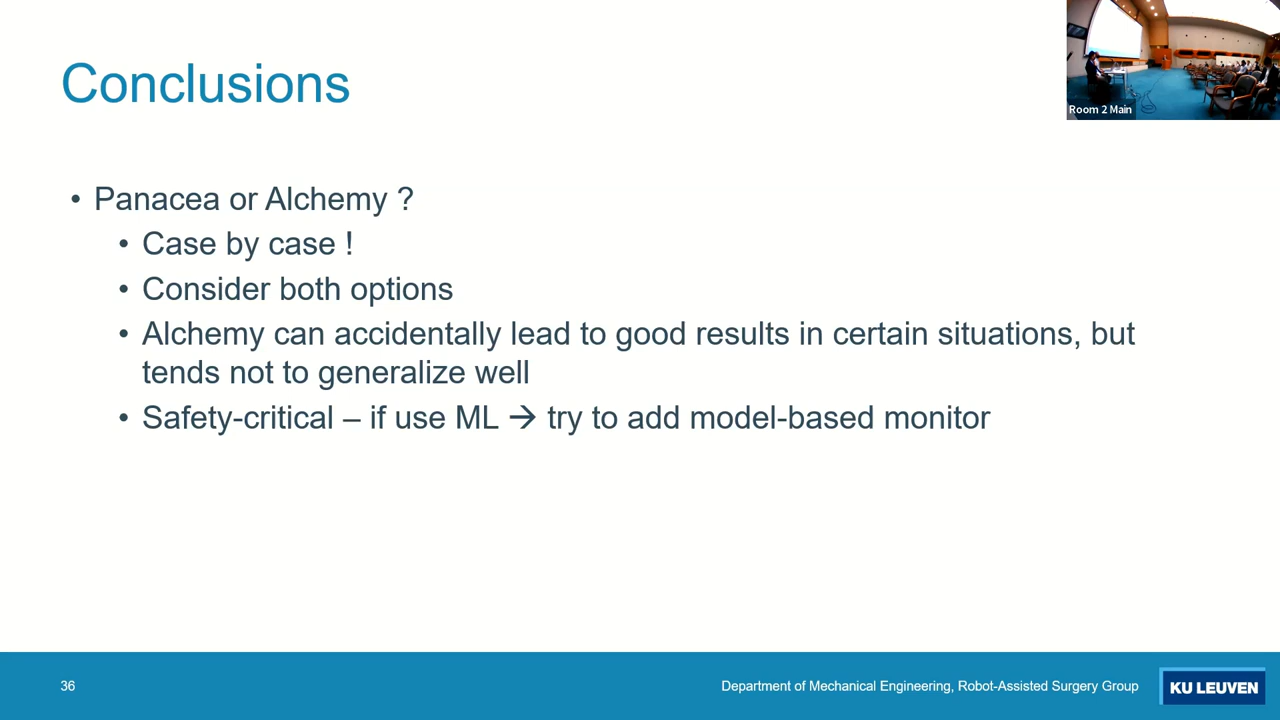 Conclusions
Room 2 Main
• Panacea or Alchemy ?
• Case by case !
• Consider both options
• Alchemy can accidentally lead to good results in certain situations, but
tends not to generalize well
• Safety-critical – if use ML → try to add model-based monitor
36
Department of Mechanical Engineering, Robot-Assisted Surgery Group
KU LEUVEN